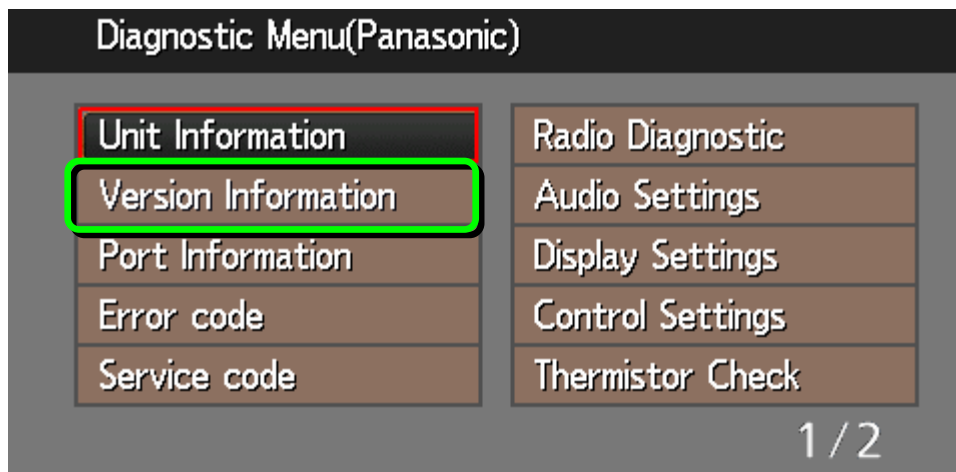 Diagnostic Menu(Panasonic)
Unit Information
Version Information
Port Information
Error code
Service code
Radio Diagnostic
Audio Settings
Display Settings
Control Settings
Thermistor Check
1/2